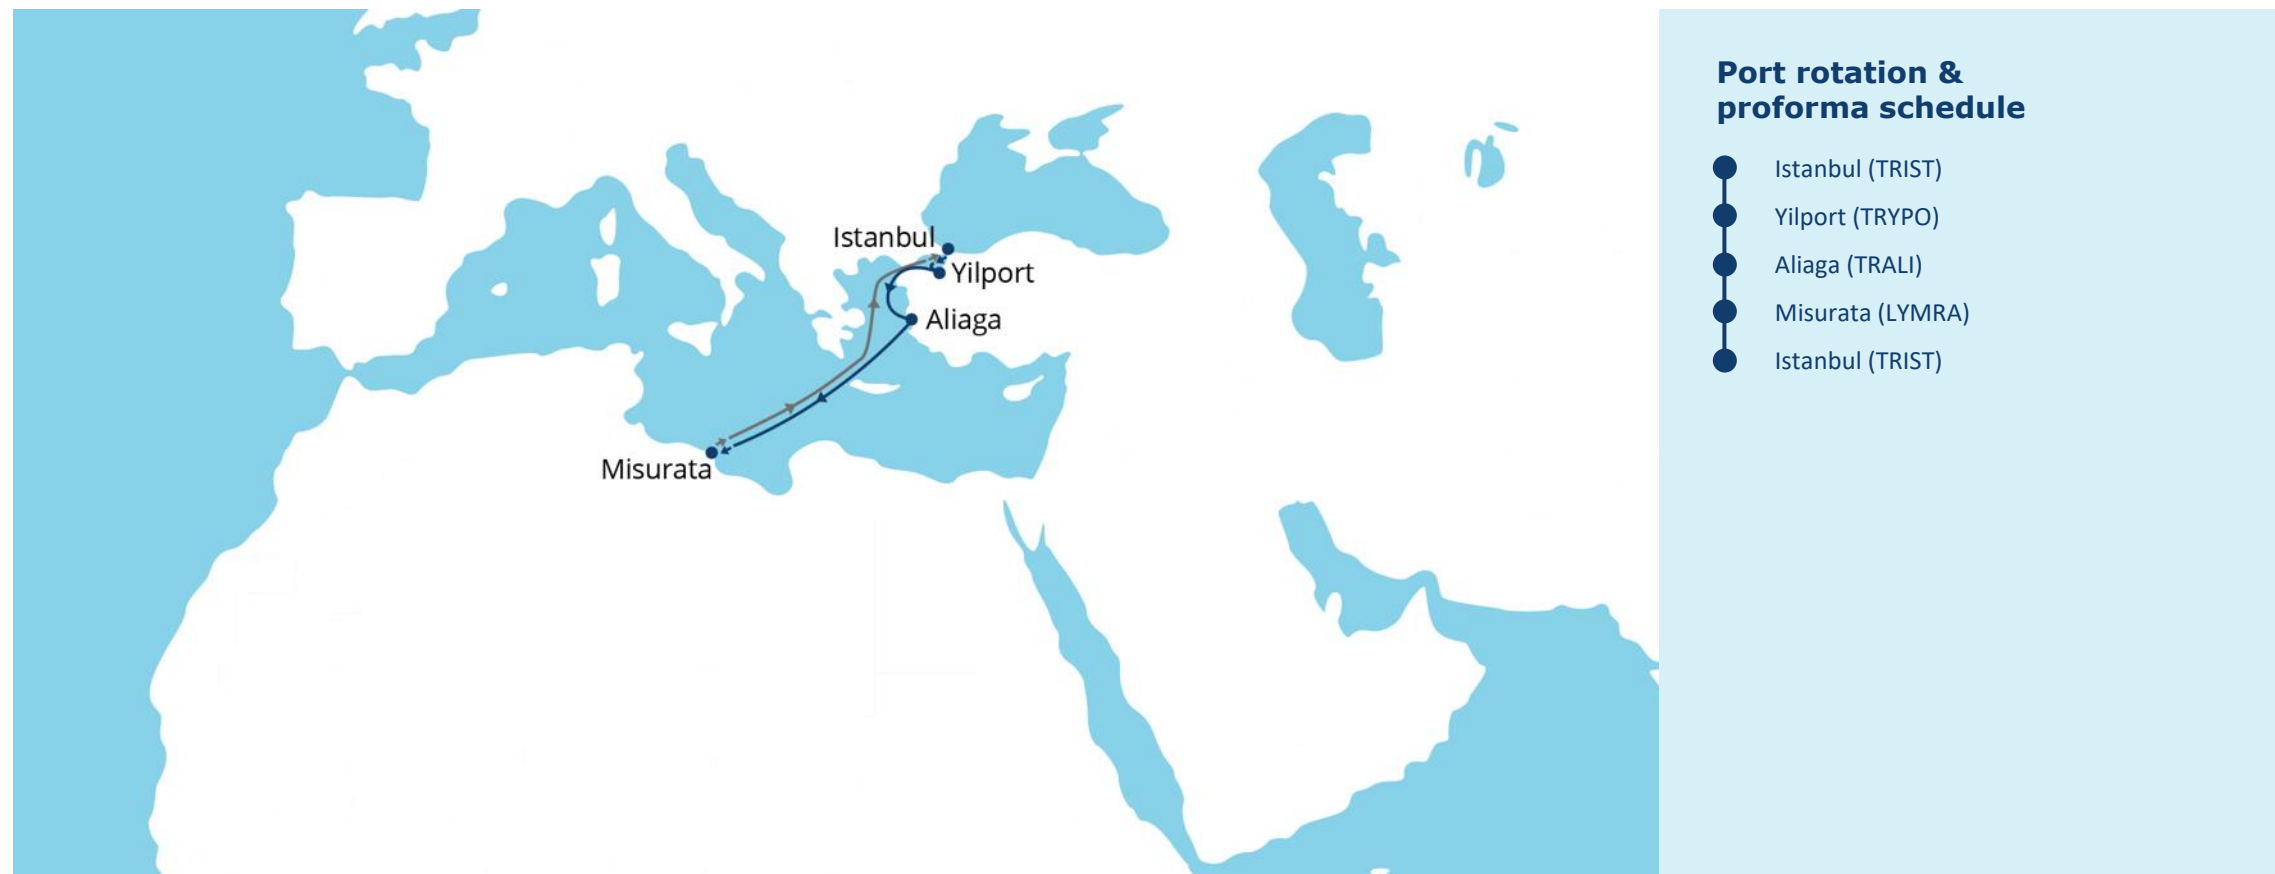 Istanbul
Yilport
Aliaga
Misurata
Port rotation &
proforma schedule
Istanbul (TRIST)
Yilport (TRYPO)
Aliaga (TRALI)
Misurata (LYMRA)
Istanbul (TRIST)